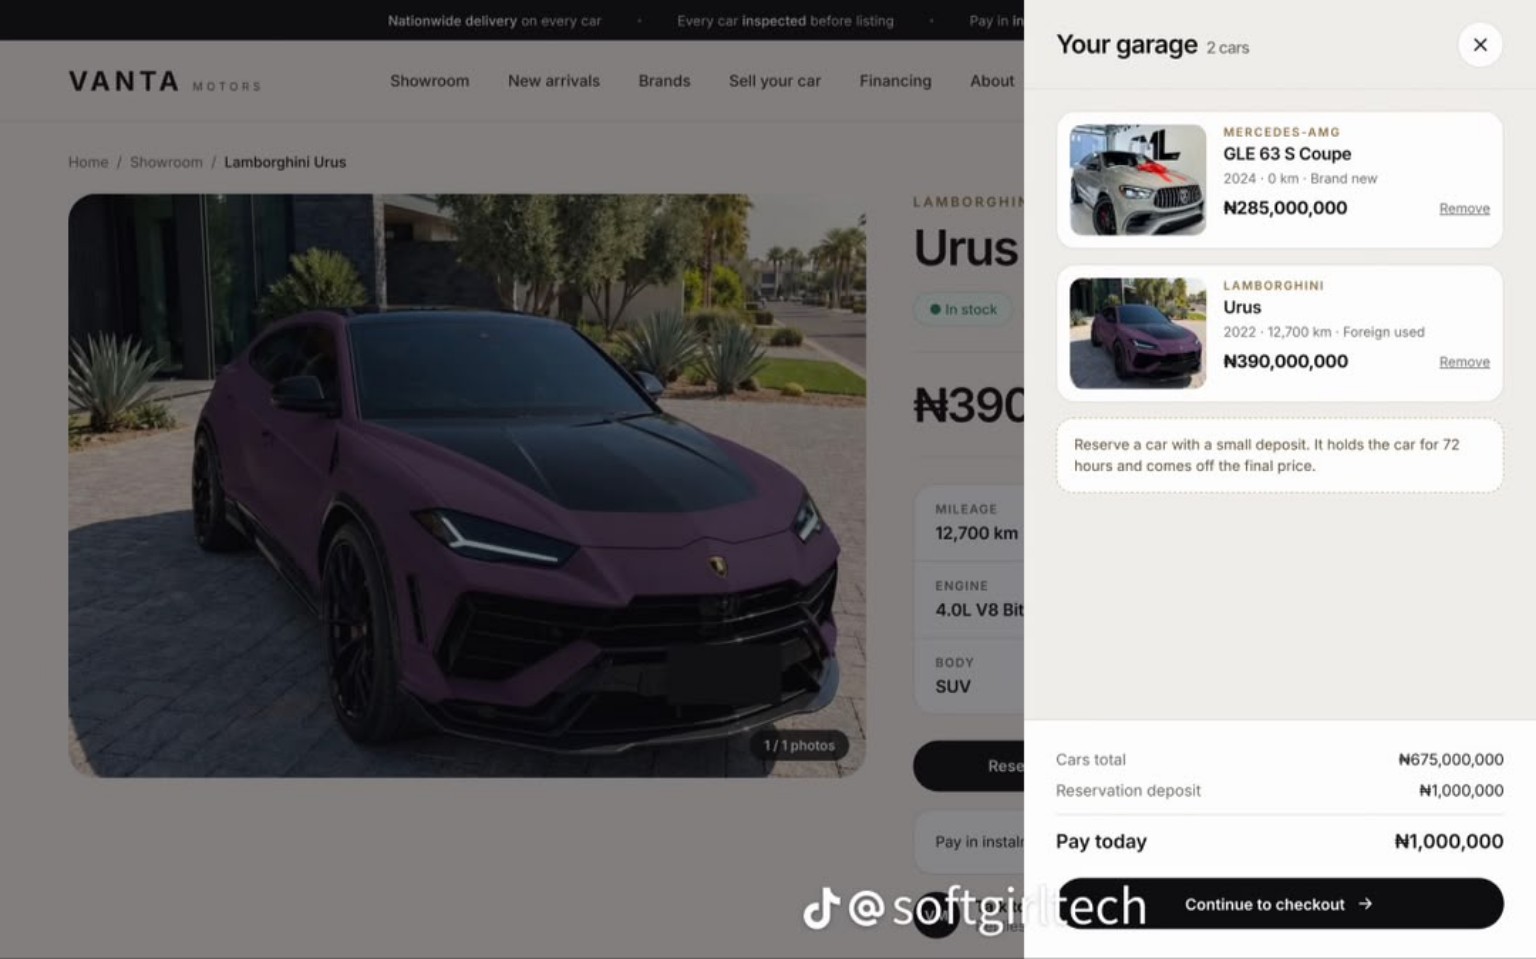 Nationwide delivery on every car • Every car inspected before listing • Pay in
VANTA MOTORS
Showroom New arrivals Brands Sell your car Financing About
Home / Showroom / Lamborghini Urus
1 / 1 photos
Urus
In stock
₦390
MILEAGE
12,700 km
ENGINE
4.0L V8
BODY
SUV
Pay in
Your garage 2 cars
MERCEDES-AMG
GLE 63 S Coupe
2024 · 0 km · Brand new
₦285,000,000 Remove
LAMBORGHINI
Urus
2022 · 12,700 km · Foreign used
₦390,000,000 Remove
Reserve a car with a small deposit. It holds the car for 72
hours and comes off the final price.
Cars total ₦675,000,000
Reservation deposit ₦1,000,000
Pay today ₦1,000,000
Continue to checkout →
@softgirltech